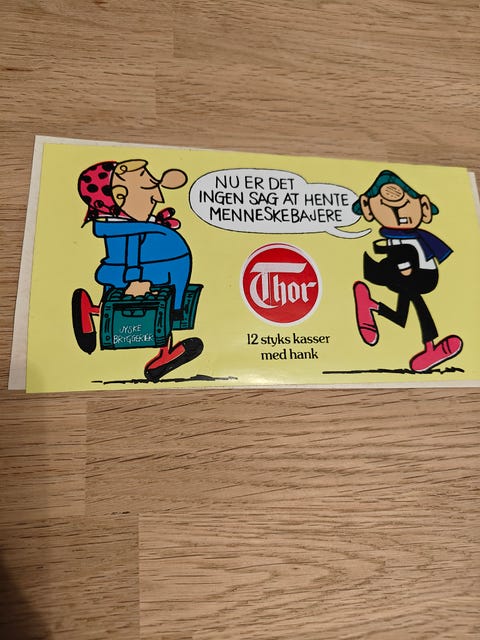 NU ER DET
INGEN SAG AT HENTE
MENNESKEBAJERE
Thor
12 styks kasser
med hank
JYSKE
BRYGGERIER